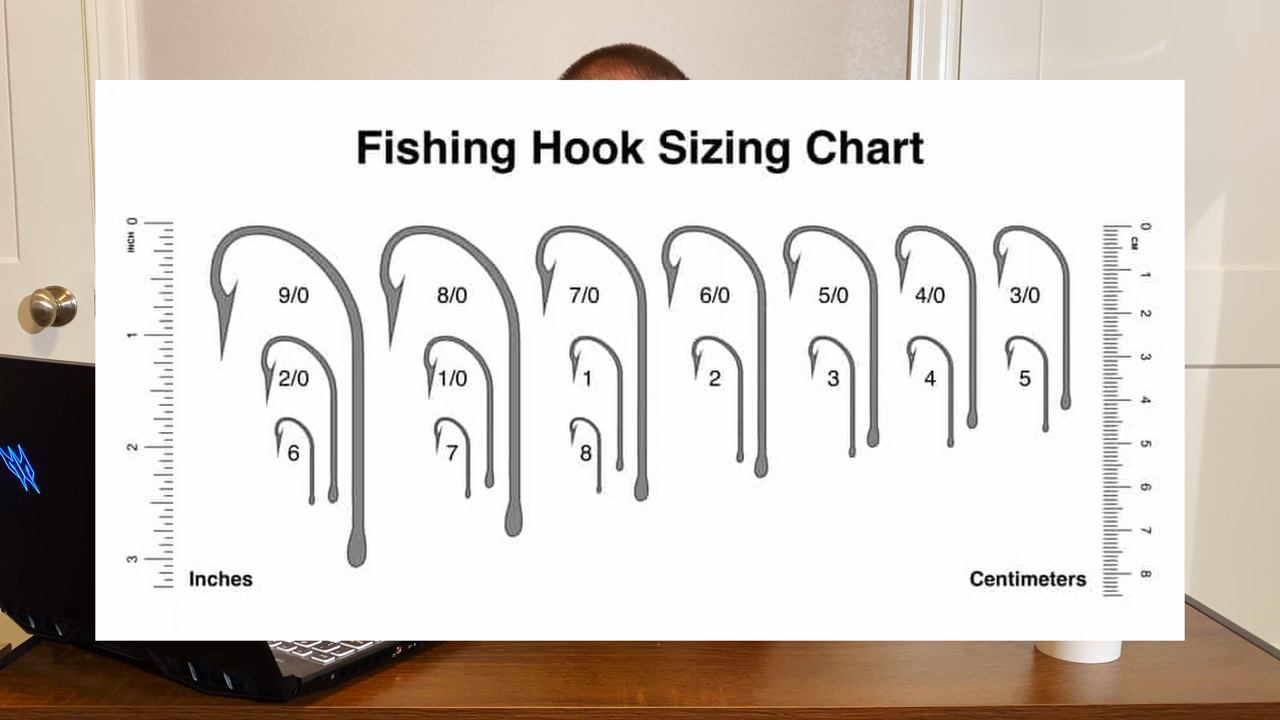 Fishing Hook Sizing Chart
0 INCH 1 2 3
9/0 8/0 7/0 6/0 5/0 4/0 3/0
2/0 1/0 1 2 3 4 5
6 7 8
0 CM 1 2 3 4 5 6 7 8
Inches Centimeters